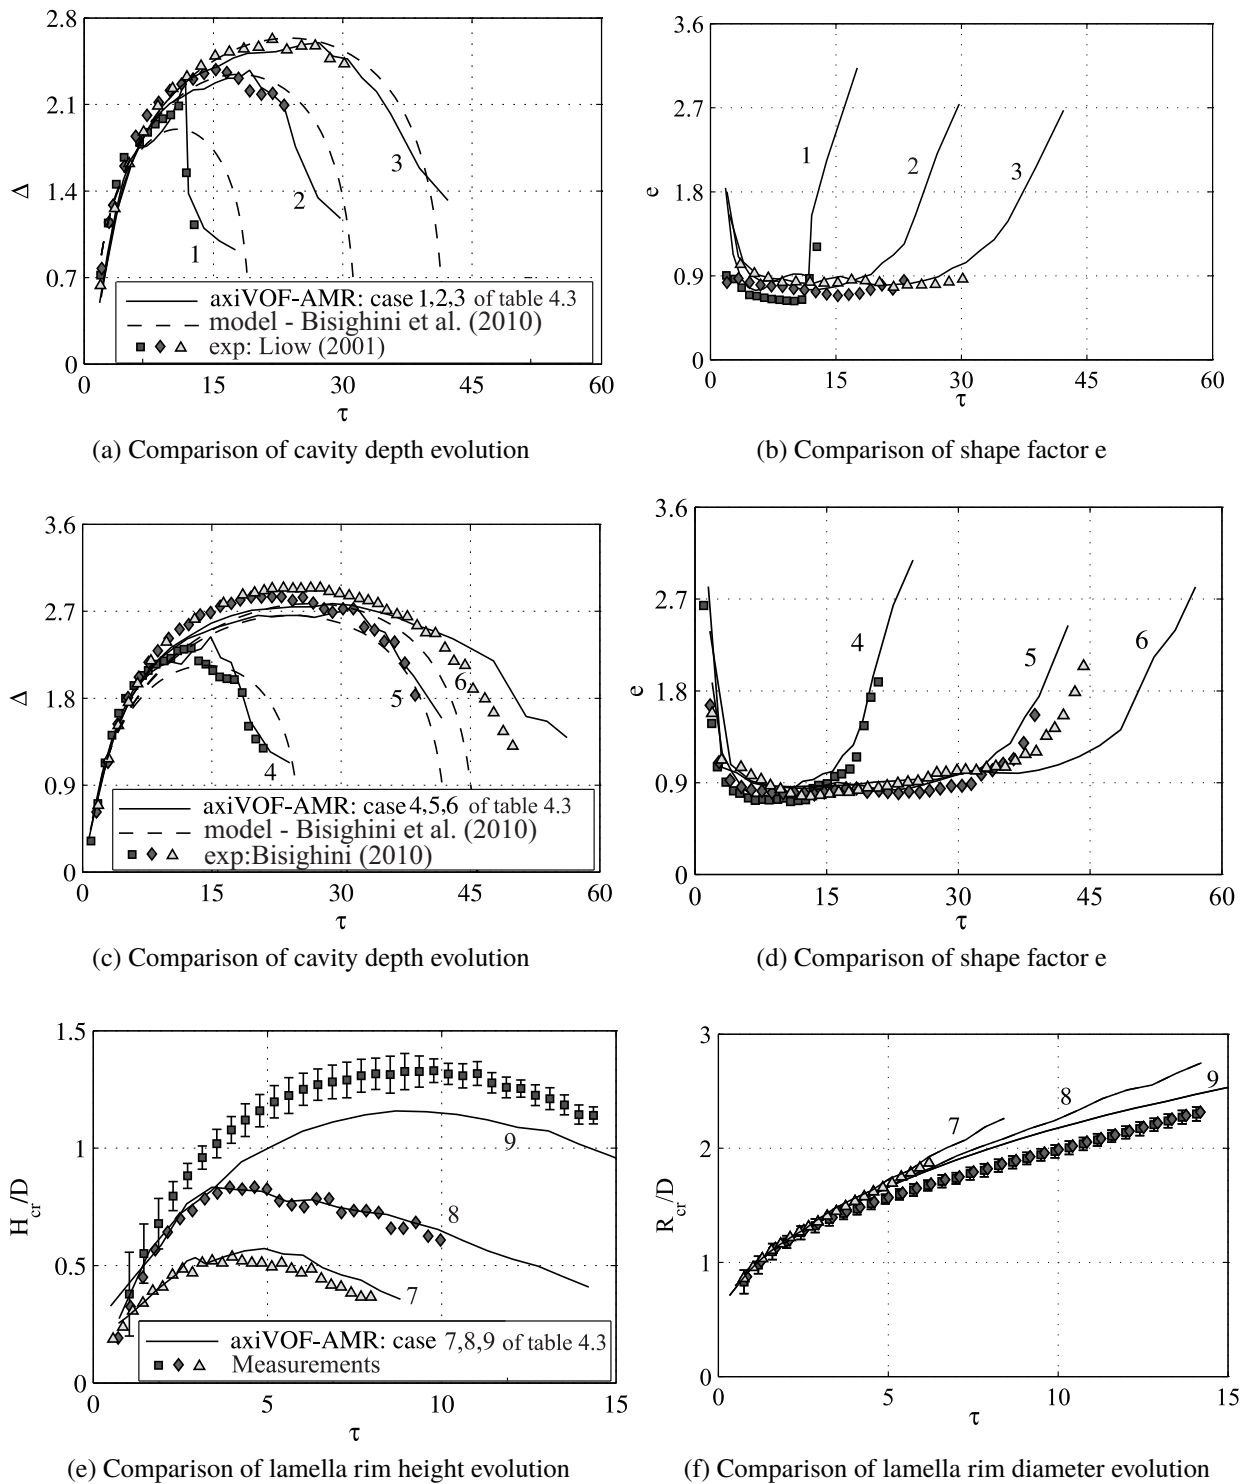 2.8
2.1
1.4
0.7
0
Δ
1
2
3
axiVOF-AMR: case 1,2,3 of table 4.3
model - Bisighini et al. (2010)
exp: Liow (2001)
0 15 30 45 60
τ
(a) Comparison of cavity depth evolution
3.6
2.7
1.8
0.9
0
e
1
2
3
0 15 30 45 60
τ
(b) Comparison of shape factor e
3.6
2.7
1.8
0.9
0
Δ
4
5
6
axiVOF-AMR: case 4,5,6 of table 4.3
model - Bisighini et al. (2010)
exp:Bisighini (2010)
0 15 30 45 60
τ
(c) Comparison of cavity depth evolution
3.6
2.7
1.8
0.9
0
e
4
5
6
0 15 30 45 60
τ
(d) Comparison of shape factor e
1.5
1
0.5
0
H_cr/D
9
8
7
axiVOF-AMR: case 7,8,9 of table 4.3
Measurements
0 5 10 15
τ
(e) Comparison of lamella rim height evolution
3
2
1
0
R_cr/D
7
8
9
0 5 10 15
τ
(f) Comparison of lamella rim diameter evolution